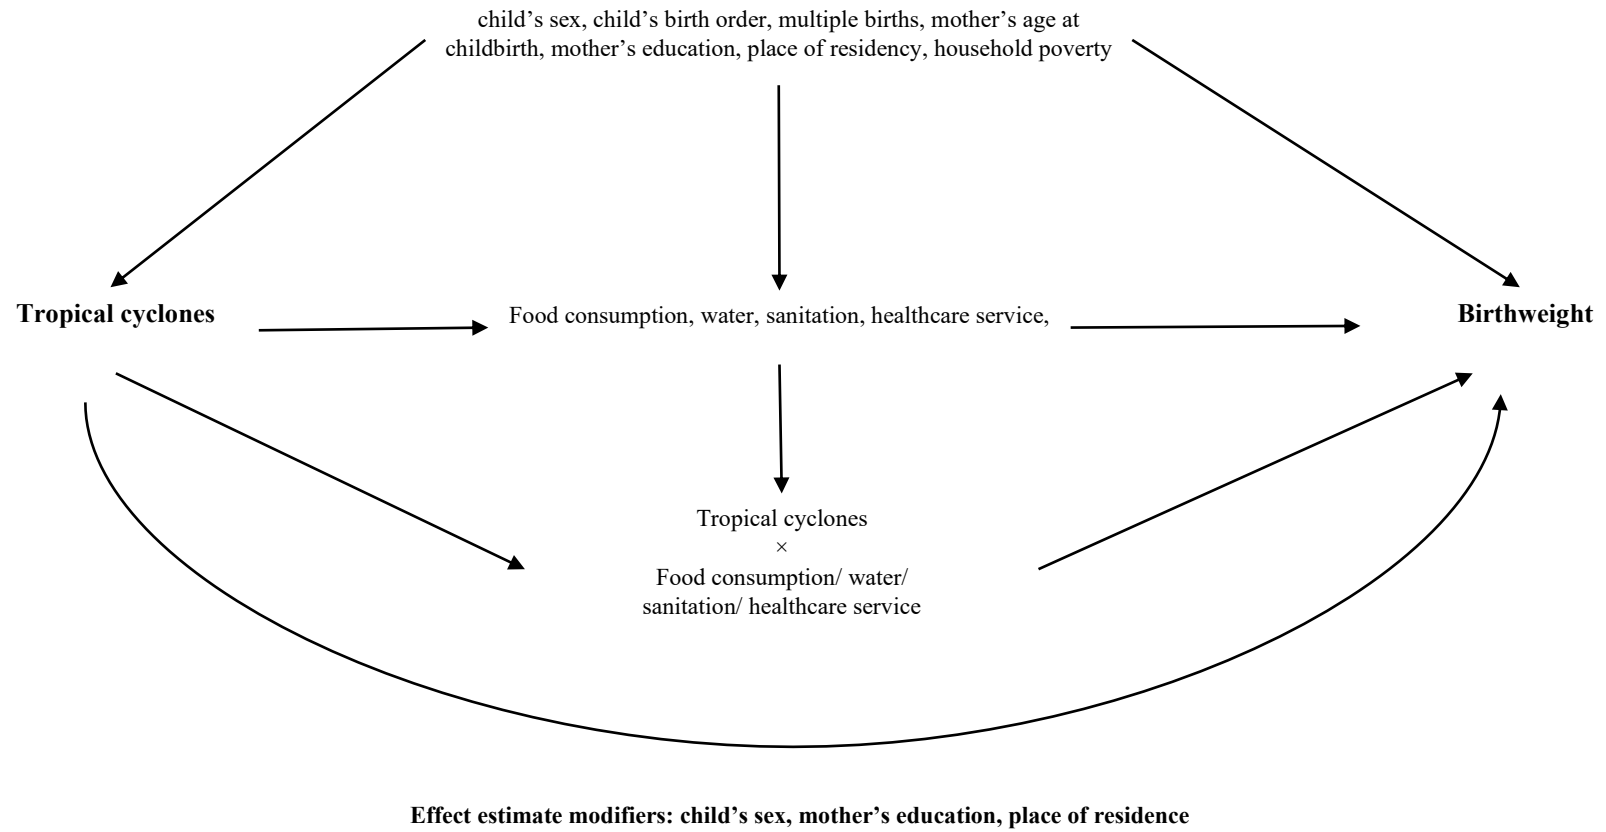 child’s sex, child’s birth order, multiple births, mother’s age at
childbirth, mother’s education, place of residency, household poverty
Tropical cyclones
Food consumption, water, sanitation, healthcare service,
Birthweight
Tropical cyclones
×
Food consumption/ water/
sanitation/ healthcare service
Effect estimate modifiers: child’s sex, mother’s education, place of residence